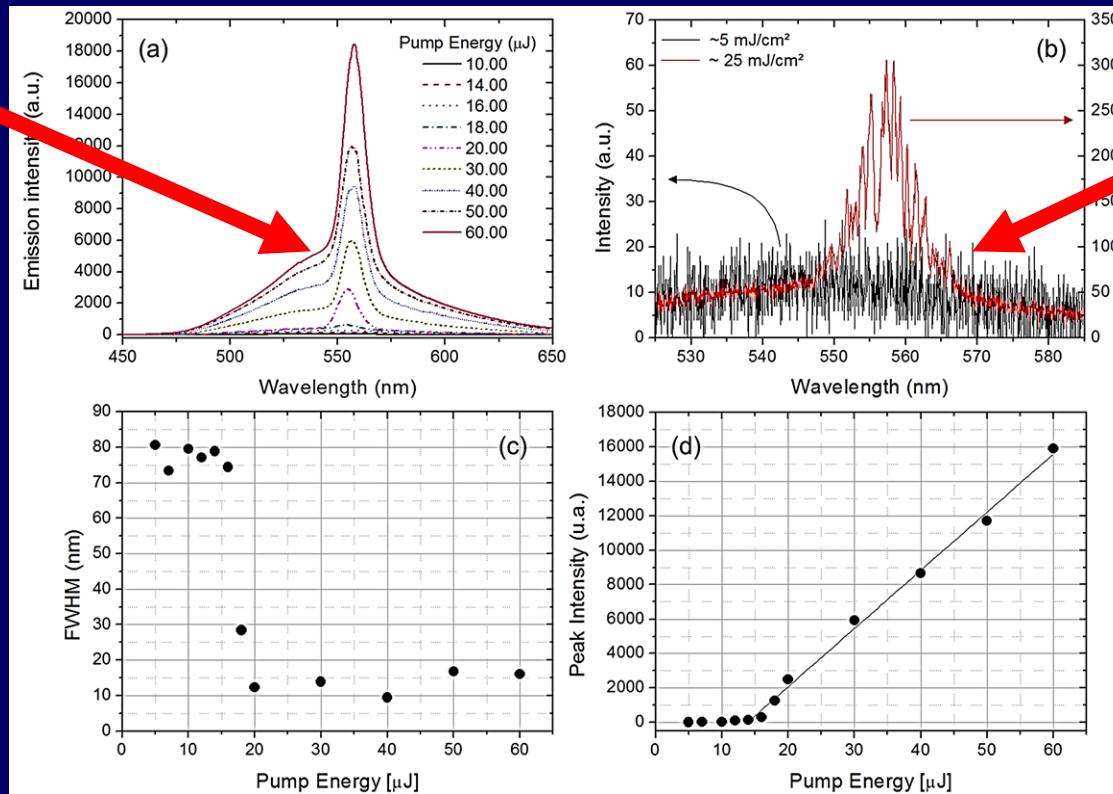 (a)
Pump Energy (μJ)
10.00
14.00
16.00
18.00
20.00
30.00
40.00
50.00
60.00
20000
18000
16000
14000
12000
10000
8000
6000
4000
2000
0
Emission intensity (a.u.)
450 500 550 600 650
Wavelength (nm)
(b)
~5 mJ/cm²
~ 25 mJ/cm²
70
60
50
40
30
20
10
0
Intensity (a.u.)
350
300
250
200
150
100
50
0
530 540 550 560 570 580
Wavelength (nm)
(c)
90
80
70
60
50
40
30
20
10
0
FWHM (nm)
0 10 20 30 40 50 60
Pump Energy [μJ]
(d)
18000
16000
14000
12000
10000
8000
6000
4000
2000
0
Peak Intensity (u.a.)
0 10 20 30 40 50 60
Pump Energy [μJ]